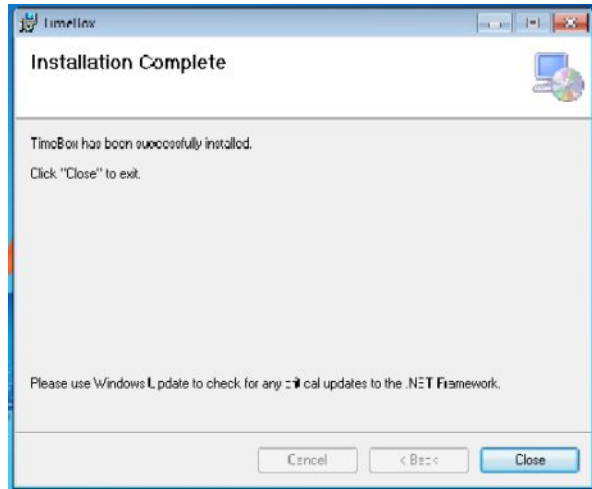 TimeBox
Installation Complete
TimeBox has been successfully installed.
Click "Close" to exit.
Please use Windows Update to check for any critical updates to the .NET Framework.
Cancel
< Back
Close